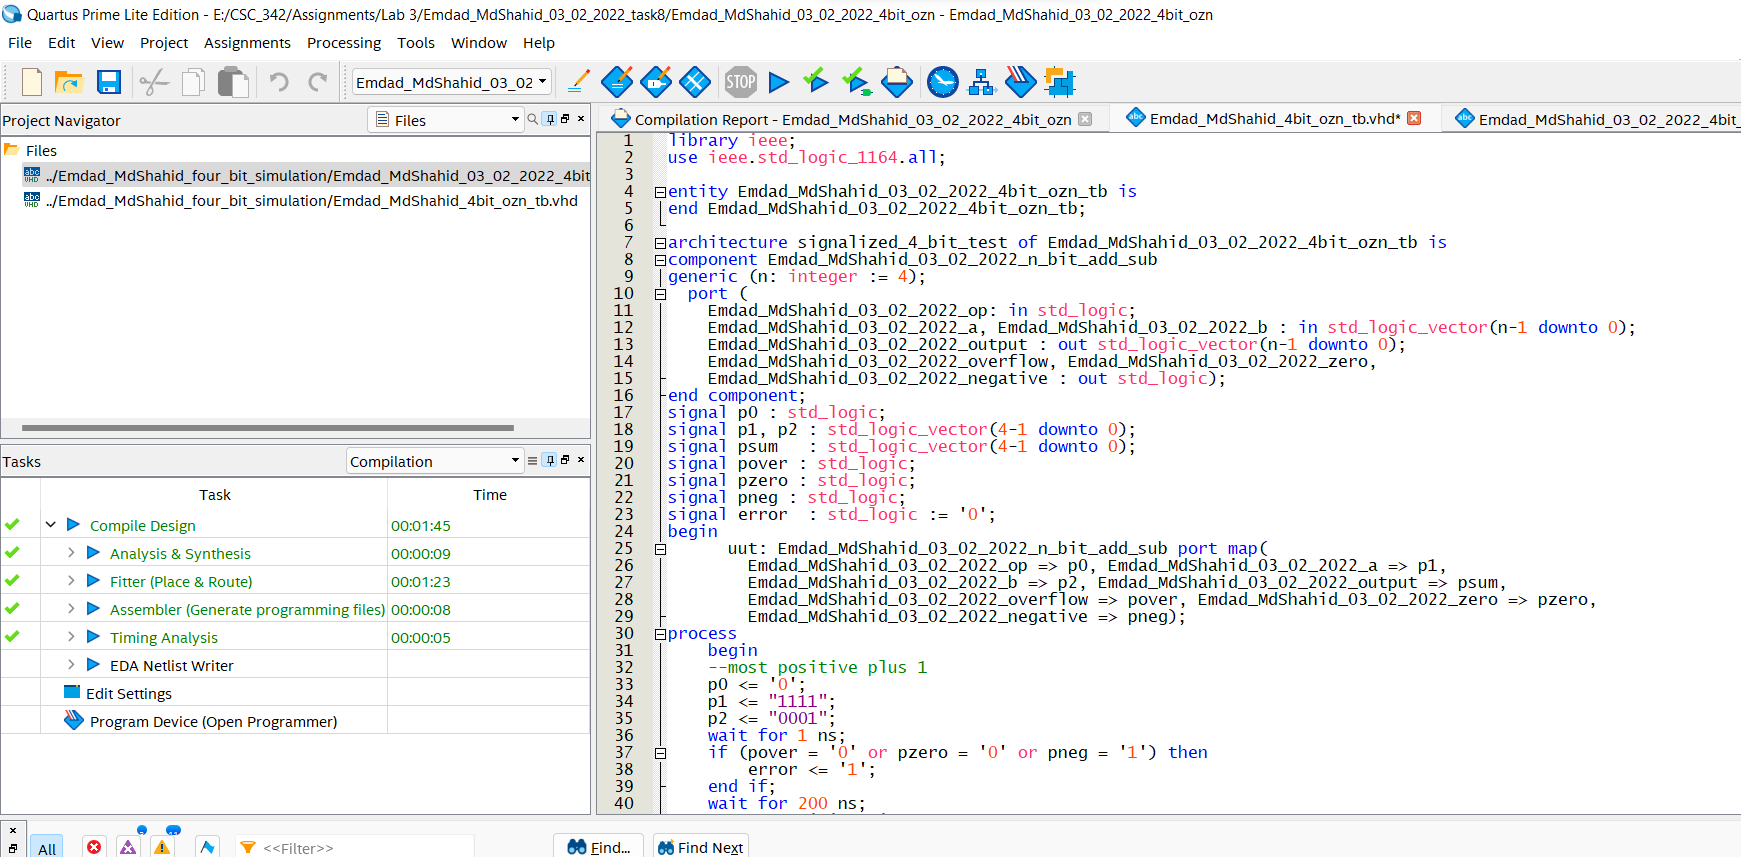 Quartus Prime Lite Edition - E:/CSC_342/Assignments/Lab 3/Emdad_MdShahid_03_02_2022_task8/Emdad_MdShahid_03_02_2022_4bit_ozn - Emdad_MdShahid_03_02_2022_4bit_ozn
File Edit View Project Assignments Processing Tools Window Help
Emdad_MdShahid_03_02
STOP
Project Navigator
Files
Files
../Emdad_MdShahid_four_bit_simulation/Emdad_MdShahid_03_02_2022_4bit
../Emdad_MdShahid_four_bit_simulation/Emdad_MdShahid_4bit_ozn_tb.vhd
Tasks
Compilation
Task Time
Compile Design 00:01:45
Analysis & Synthesis 00:00:09
Fitter (Place & Route) 00:01:23
Assembler (Generate programming files) 00:00:08
Timing Analysis 00:00:05
EDA Netlist Writer
Edit Settings
Program Device (Open Programmer)
Compilation Report - Emdad_MdShahid_03_02_2022_4bit_ozn
Emdad_MdShahid_4bit_ozn_tb.vhd*
Emdad_MdShahid_03_02_2022_4bit_
1 library ieee;
2 use ieee.std_logic_1164.all;
3
4 entity Emdad_MdShahid_03_02_2022_4bit_ozn_tb is
5 end Emdad_MdShahid_03_02_2022_4bit_ozn_tb;
6
7 architecture signalized_4_bit_test of Emdad_MdShahid_03_02_2022_4bit_ozn_tb is
8 component Emdad_MdShahid_03_02_2022_n_bit_add_sub
9 generic (n: integer := 4);
10 port (
11 Emdad_MdShahid_03_02_2022_op: in std_logic;
12 Emdad_MdShahid_03_02_2022_a, Emdad_MdShahid_03_02_2022_b : in std_logic_vector(n-1 downto 0);
13 Emdad_MdShahid_03_02_2022_output : out std_logic_vector(n-1 downto 0);
14 Emdad_MdShahid_03_02_2022_overflow, Emdad_MdShahid_03_02_2022_zero,
15 Emdad_MdShahid_03_02_2022_negative : out std_logic);
16 end component;
17 signal p0 : std_logic;
18 signal p1, p2 : std_logic_vector(4-1 downto 0);
19 signal psum : std_logic_vector(4-1 downto 0);
20 signal pover : std_logic;
21 signal pzero : std_logic;
22 signal pneg : std_logic;
23 signal error : std_logic := '0';
24 begin
25 uut: Emdad_MdShahid_03_02_2022_n_bit_add_sub port map(
26 Emdad_MdShahid_03_02_2022_op => p0, Emdad_MdShahid_03_02_2022_a => p1,
27 Emdad_MdShahid_03_02_2022_b => p2, Emdad_MdShahid_03_02_2022_output => psum,
28 Emdad_MdShahid_03_02_2022_overflow => pover, Emdad_MdShahid_03_02_2022_zero => pzero,
29 Emdad_MdShahid_03_02_2022_negative => pneg);
30 process
31 begin
32 --most positive plus 1
33 p0 <= '0';
34 p1 <= "1111";
35 p2 <= "0001";
36 wait for 1 ns;
37 if (pover = '0' or pzero = '0' or pneg = '1') then
38 error <= '1';
39 end if;
40 wait for 200 ns;
All
<<Filter>>
Find...
Find Next